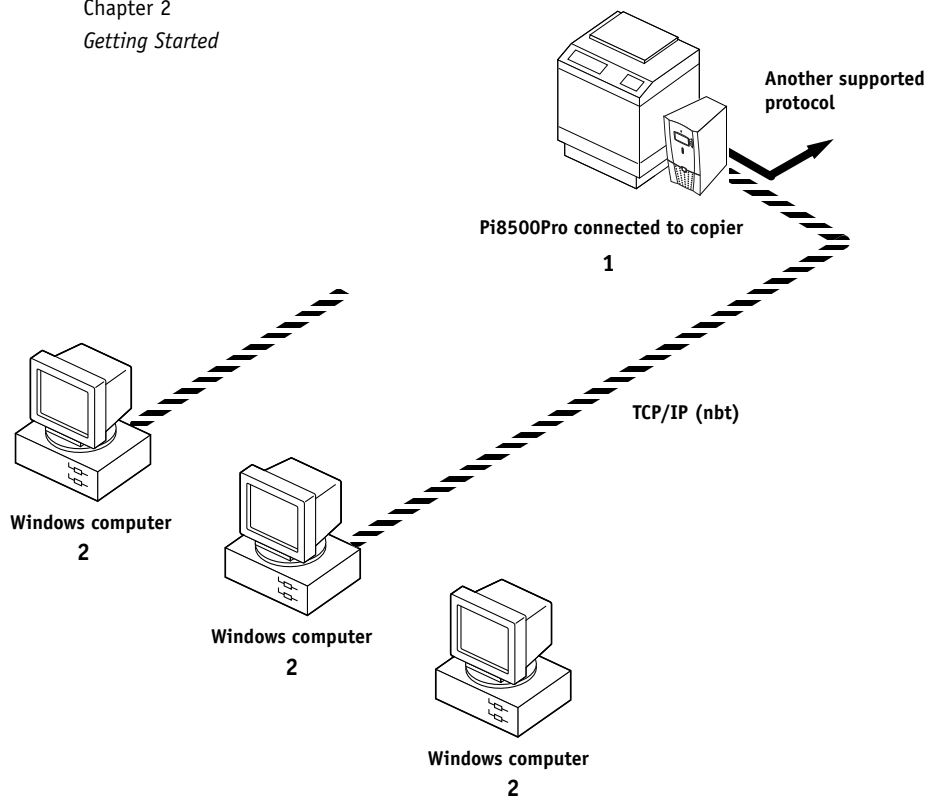 Chapter 2
Getting Started
Another supported
protocol
Pi8500Pro connected to copier
1
TCP/IP (nbt)
Windows computer
2
Windows computer
2
Windows computer
2